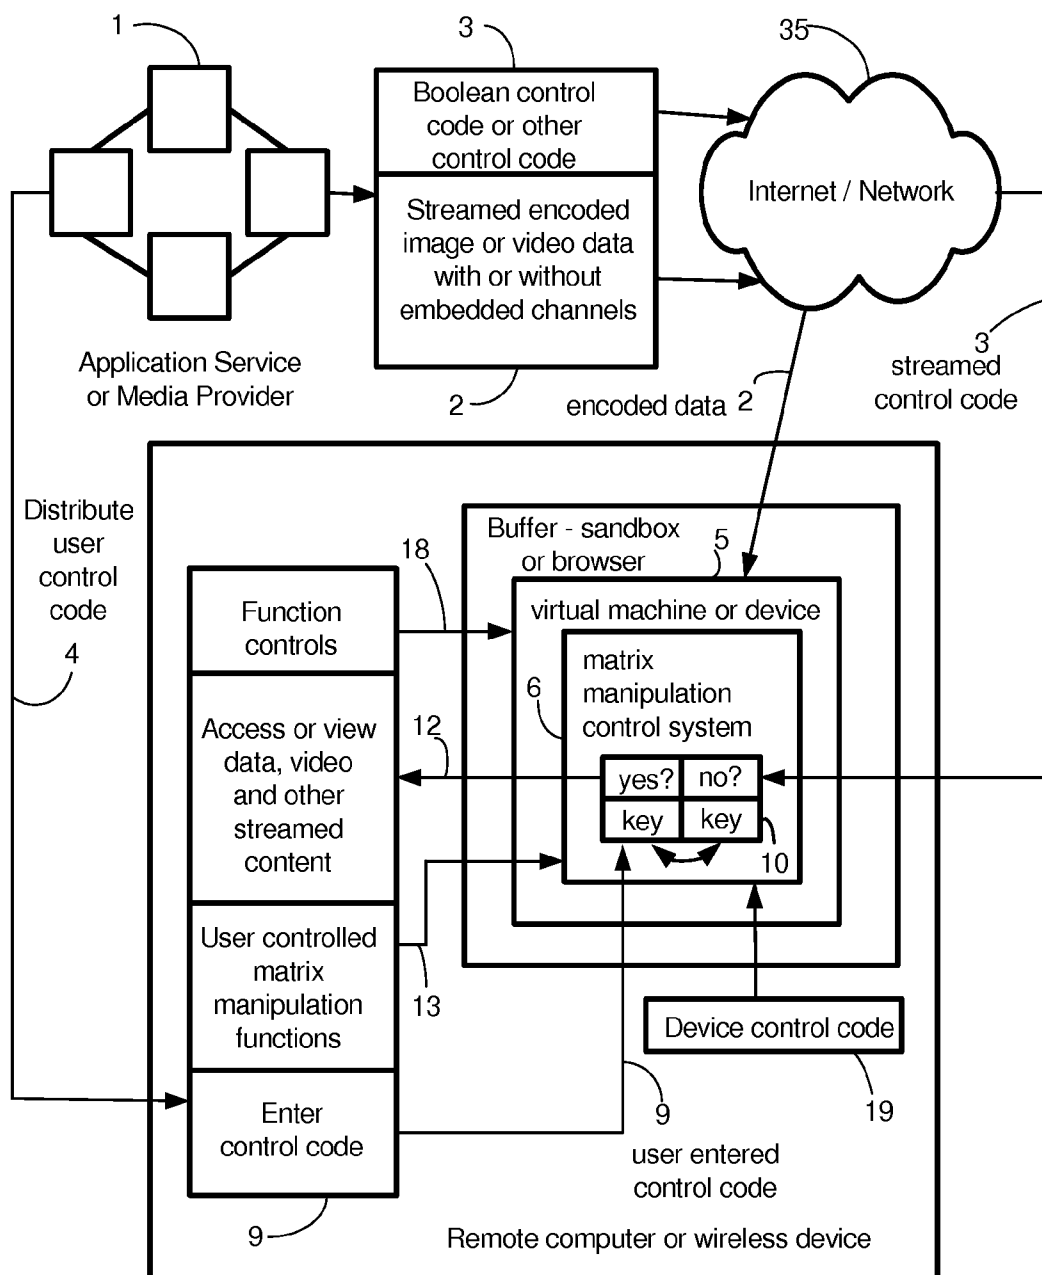 1
3
35
Boolean control
code or other
control code
Internet / Network
Streamed encoded
image or video data
with or without
embedded channels
Application Service
or Media Provider
2
encoded data
2
3
streamed
control code
Distribute
user
control
code
4
Buffer - sandbox
or browser
5
18
Function
controls
virtual machine or device
matrix
manipulation
control system
6
12
Access or view
data, video
and other
streamed
content
yes?
no?
key
key
10
User controlled
matrix
manipulation
functions
13
Device control code
19
Enter
control code
9
user entered
control code
9
Remote computer or wireless device